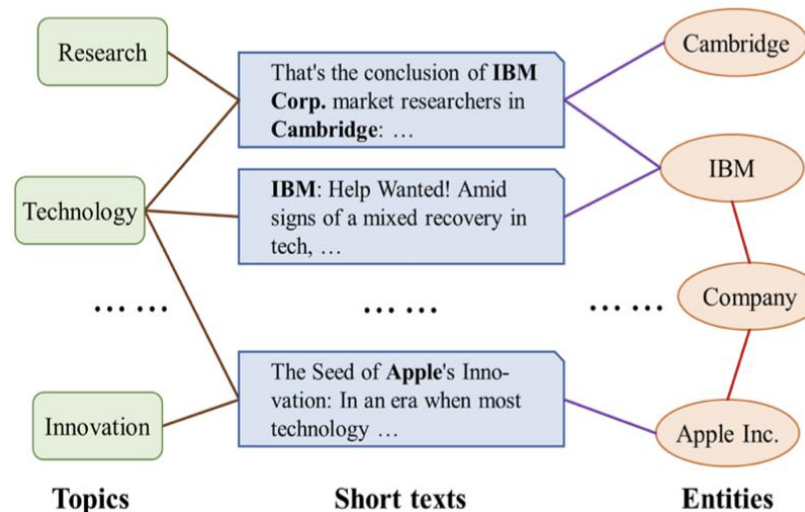 Research
That's the conclusion of IBM
Corp. market researchers in
Cambridge: …
Cambridge
Technology
IBM: Help Wanted! Amid
signs of a mixed recovery in
tech, …
IBM
Company
…… …… ……
Innovation
The Seed of Apple's Inno-
vation: In an era when most
technology …
Apple Inc.
Topics
Short texts
Entities